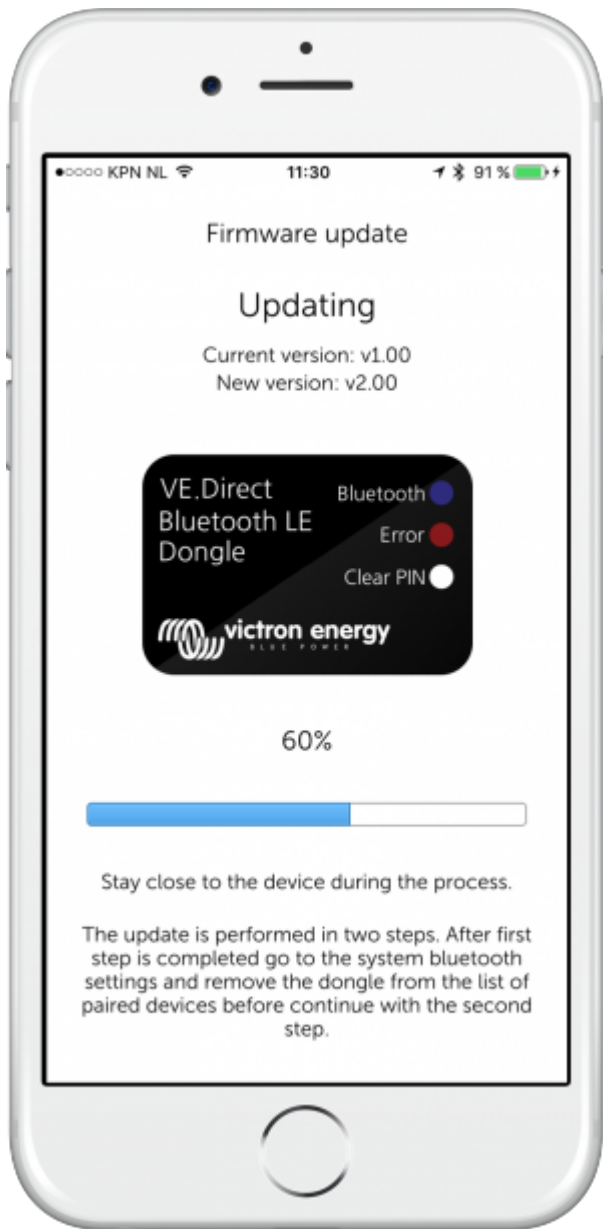 KPN NL 11:30 91 %
Firmware update
Updating
Current version: v1.00
New version: v2.00
VE.Direct
Bluetooth LE
Dongle
Bluetooth
Error
Clear PIN
victron energy
BLUE POWER
60%
Stay close to the device during the process.
The update is performed in two steps. After first
step is completed go to the system bluetooth
settings and remove the dongle from the list of
paired devices before continue with the second
step.